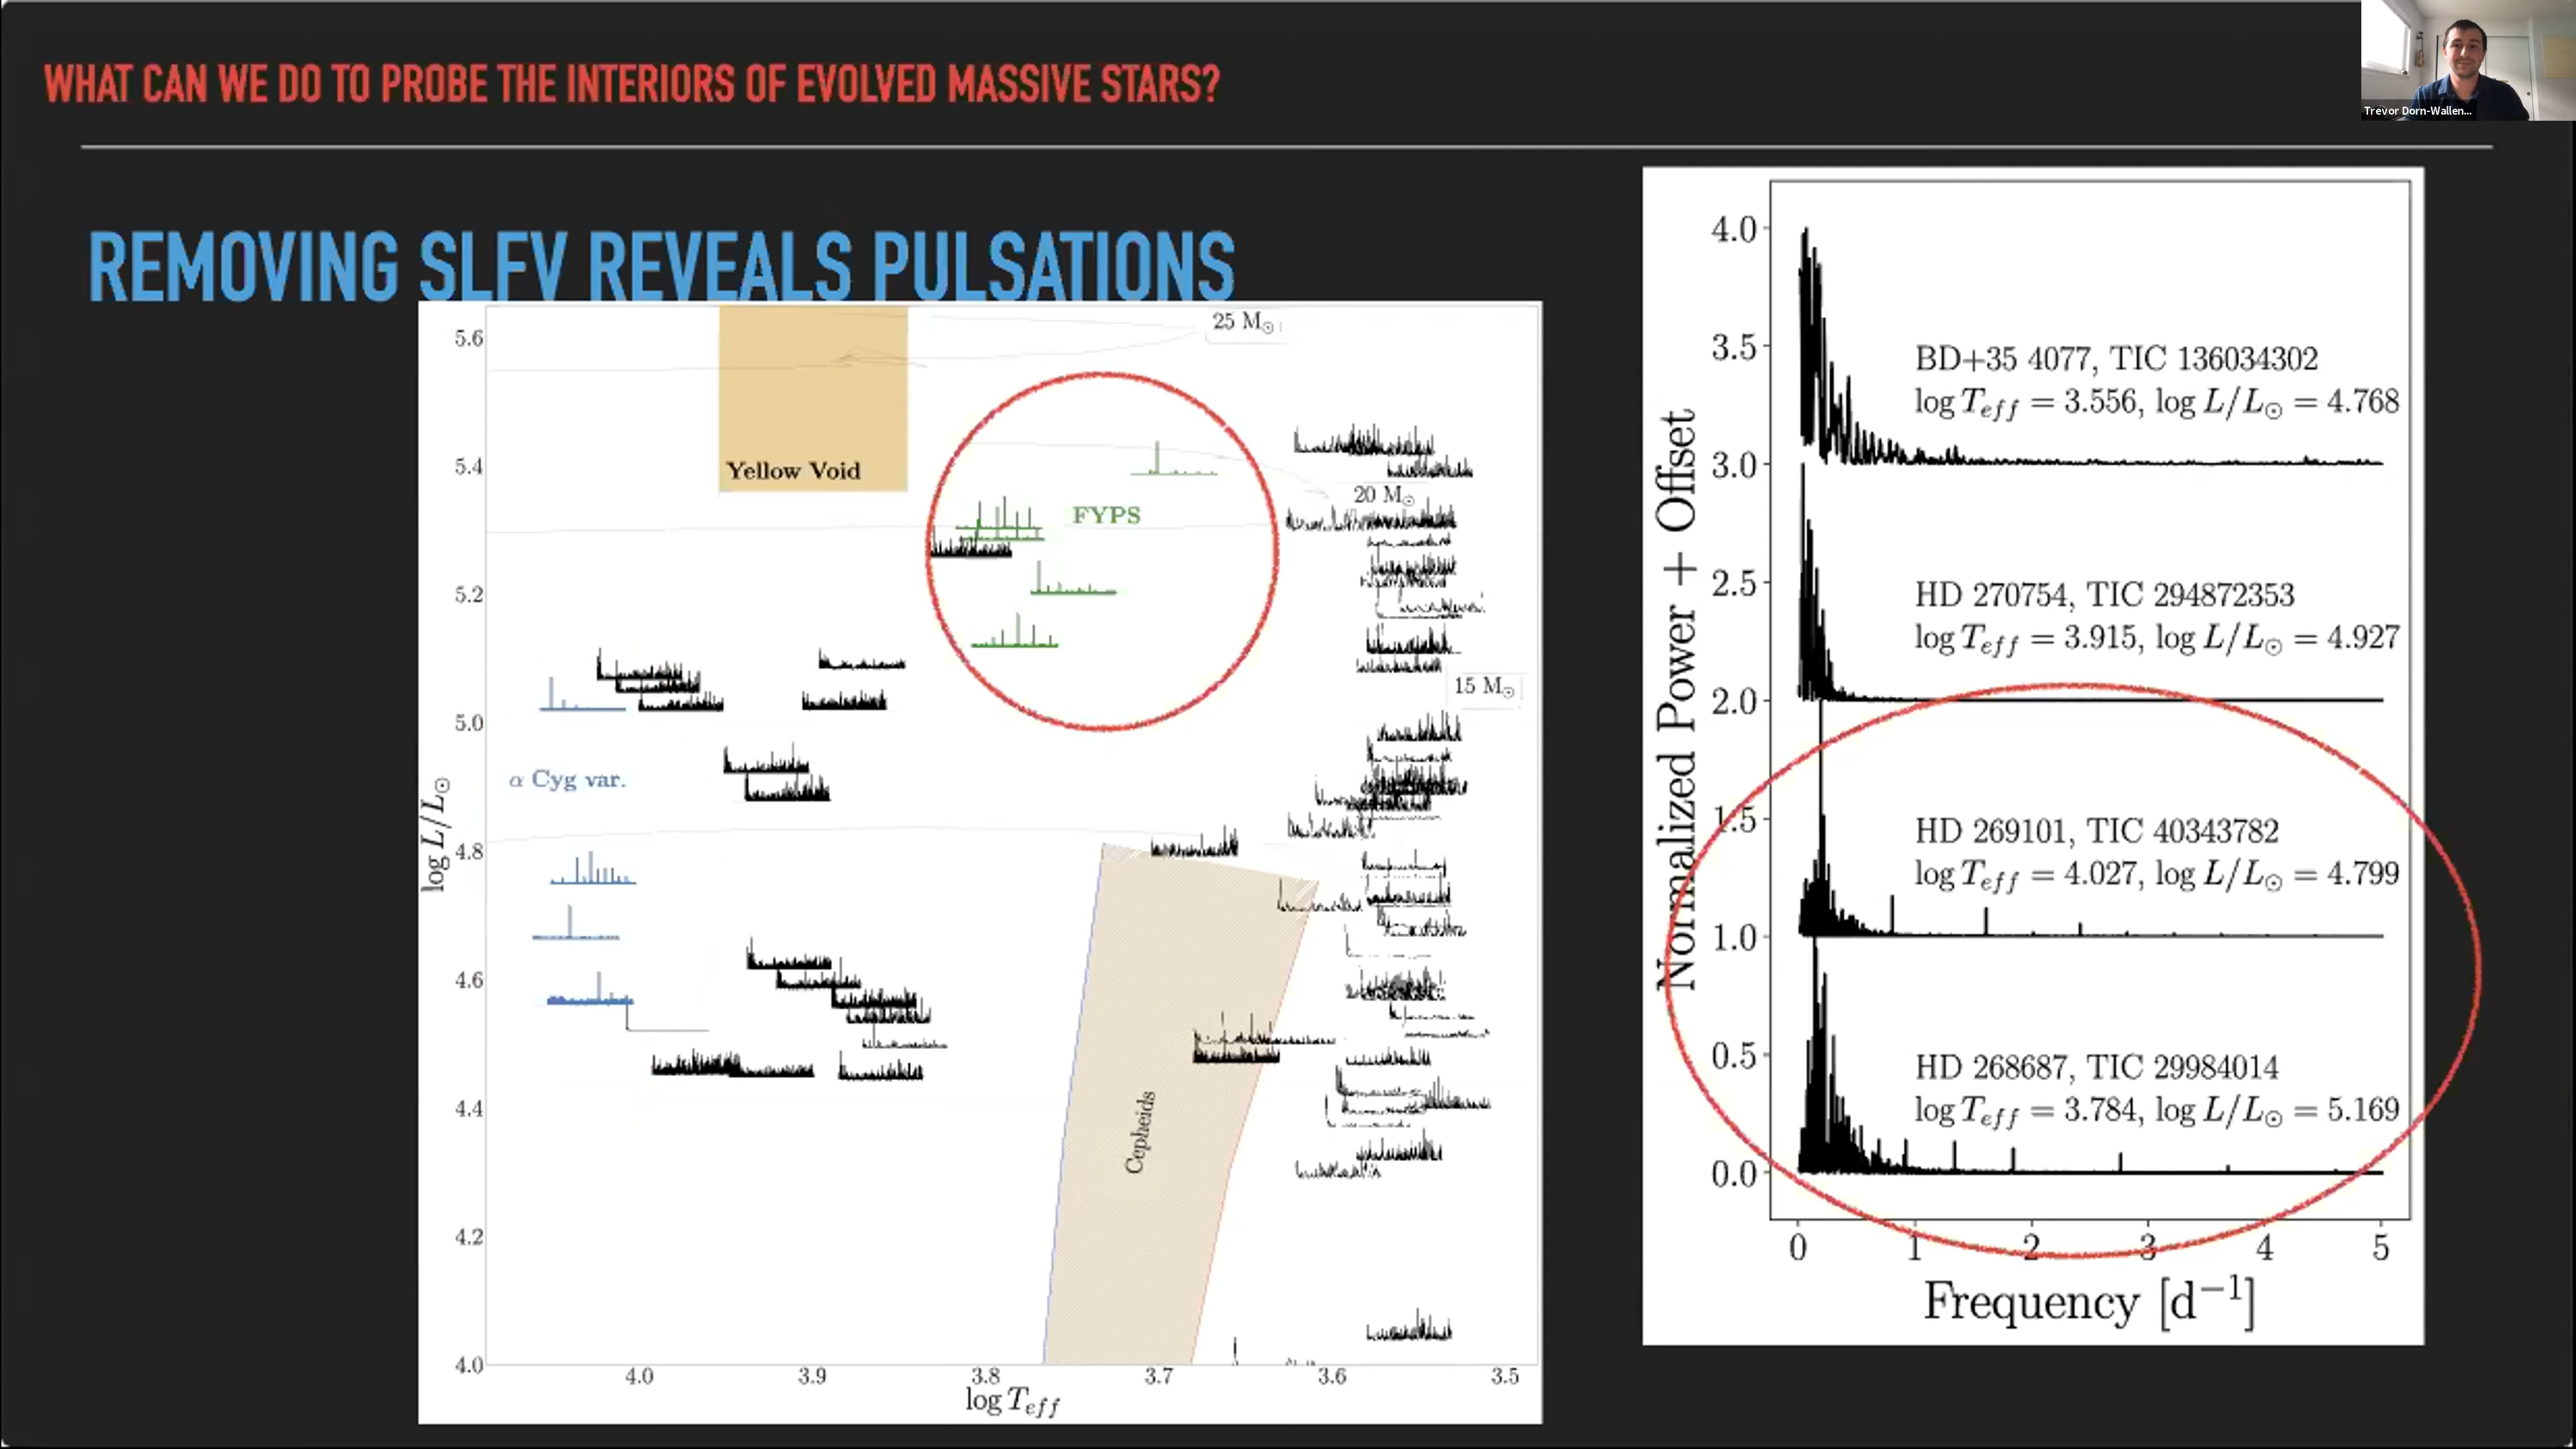 WHAT CAN WE DO TO PROBE THE INTERIORS OF EVOLVED MASSIVE STARS?
Trevor Dorn-Wallen...
REMOVING SLFV REVEALS PULSATIONS
25 M⊙
5.6
5.4
5.2
5.0
4.8
4.6
4.4
4.2
4.0
log L/L⊙
Yellow Void
FYPS
20 M⊙
15 M⊙
α Cyg var.
Cepheids
4.0
3.9
3.8
3.7
3.6
3.5
log Teff
Normalized Power + Offset
4.0
3.5
3.0
2.5
2.0
1.5
1.0
0.5
0.0
BD+35 4077, TIC 136034302
log Teff = 3.556, log L/L⊙ = 4.768
HD 270754, TIC 294872353
log Teff = 3.915, log L/L⊙ = 4.927
HD 269101, TIC 40343782
log Teff = 4.027, log L/L⊙ = 4.799
HD 268687, TIC 29984014
log Teff = 3.784, log L/L⊙ = 5.169
0
1
2
3
4
5
Frequency [d⁻¹]